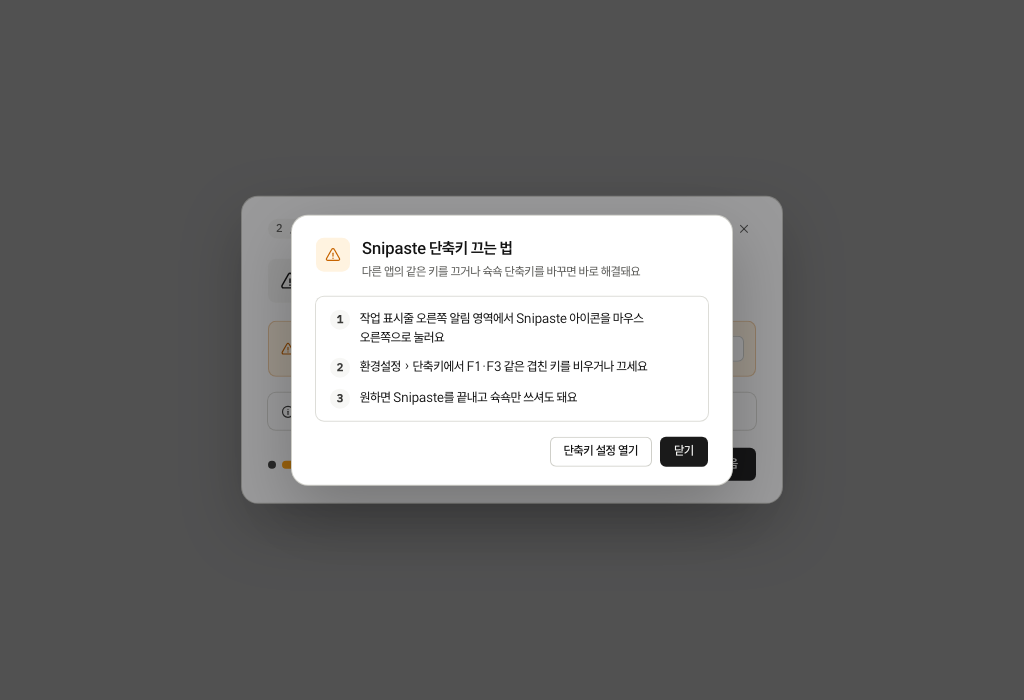 2
Snipaste 단축키 끄는 법
다른 앱의 같은 키를 끄거나 슉숏 단축키를 바꾸면 바로 해결돼요
1 작업 표시줄 오른쪽 알림 영역에서 Snipaste 아이콘을 마우스
오른쪽으로 눌러요
2 환경설정 › 단축키에서 F1·F3 같은 겹친 키를 비우거나 끄세요
3 원하면 Snipaste를 끝내고 슉숏만 쓰셔도 돼요
단축키 설정 열기 닫기